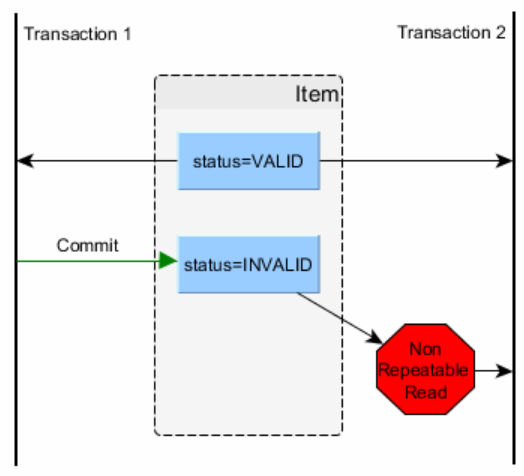 Transaction 1
Transaction 2
Item
status=VALID
Commit
status=INVALID
Non
Repeatable
Read